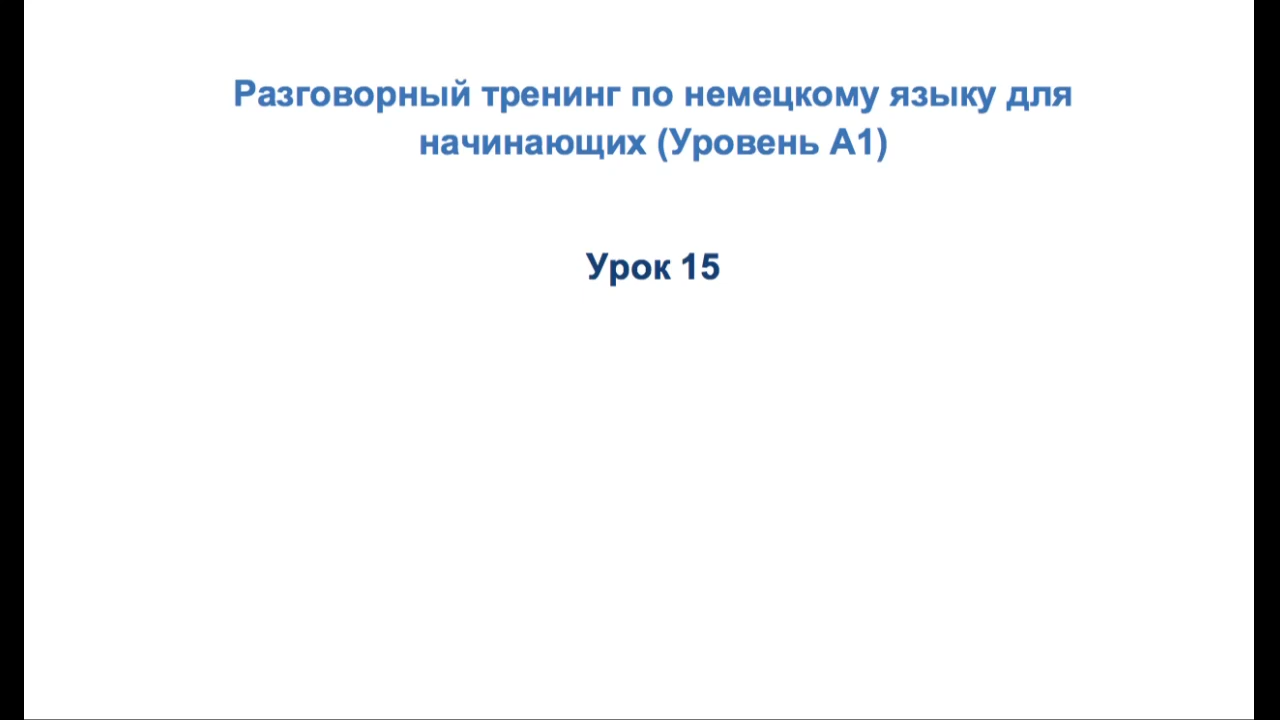 Разговорный тренинг по немецкому языку для
начинающих (Уровень А1)
Урок 15